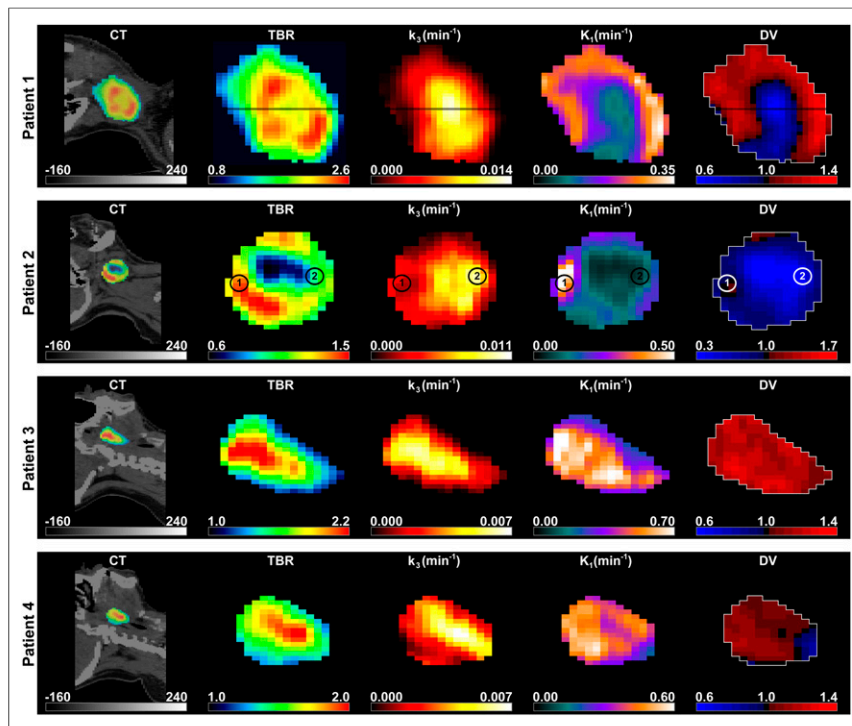 CT TBR k₃(min⁻¹) K₁(min⁻¹) DV
Patient 1
-160 240 0.8 2.6 0.000 0.014 0.00 0.35 0.6 1.0 1.4
CT TBR k₃(min⁻¹) K₁(min⁻¹) DV
Patient 2
1 2 1 2 1 2 1 2
-160 240 0.6 1.5 0.000 0.011 0.00 0.50 0.3 1.0 1.7
CT TBR k₃(min⁻¹) K₁(min⁻¹) DV
Patient 3
-160 240 1.0 2.2 0.000 0.007 0.00 0.70 0.6 1.0 1.4
CT TBR k₃(min⁻¹) K₁(min⁻¹) DV
Patient 4
-160 240 1.0 2.0 0.000 0.007 0.00 0.60 0.6 1.0 1.4